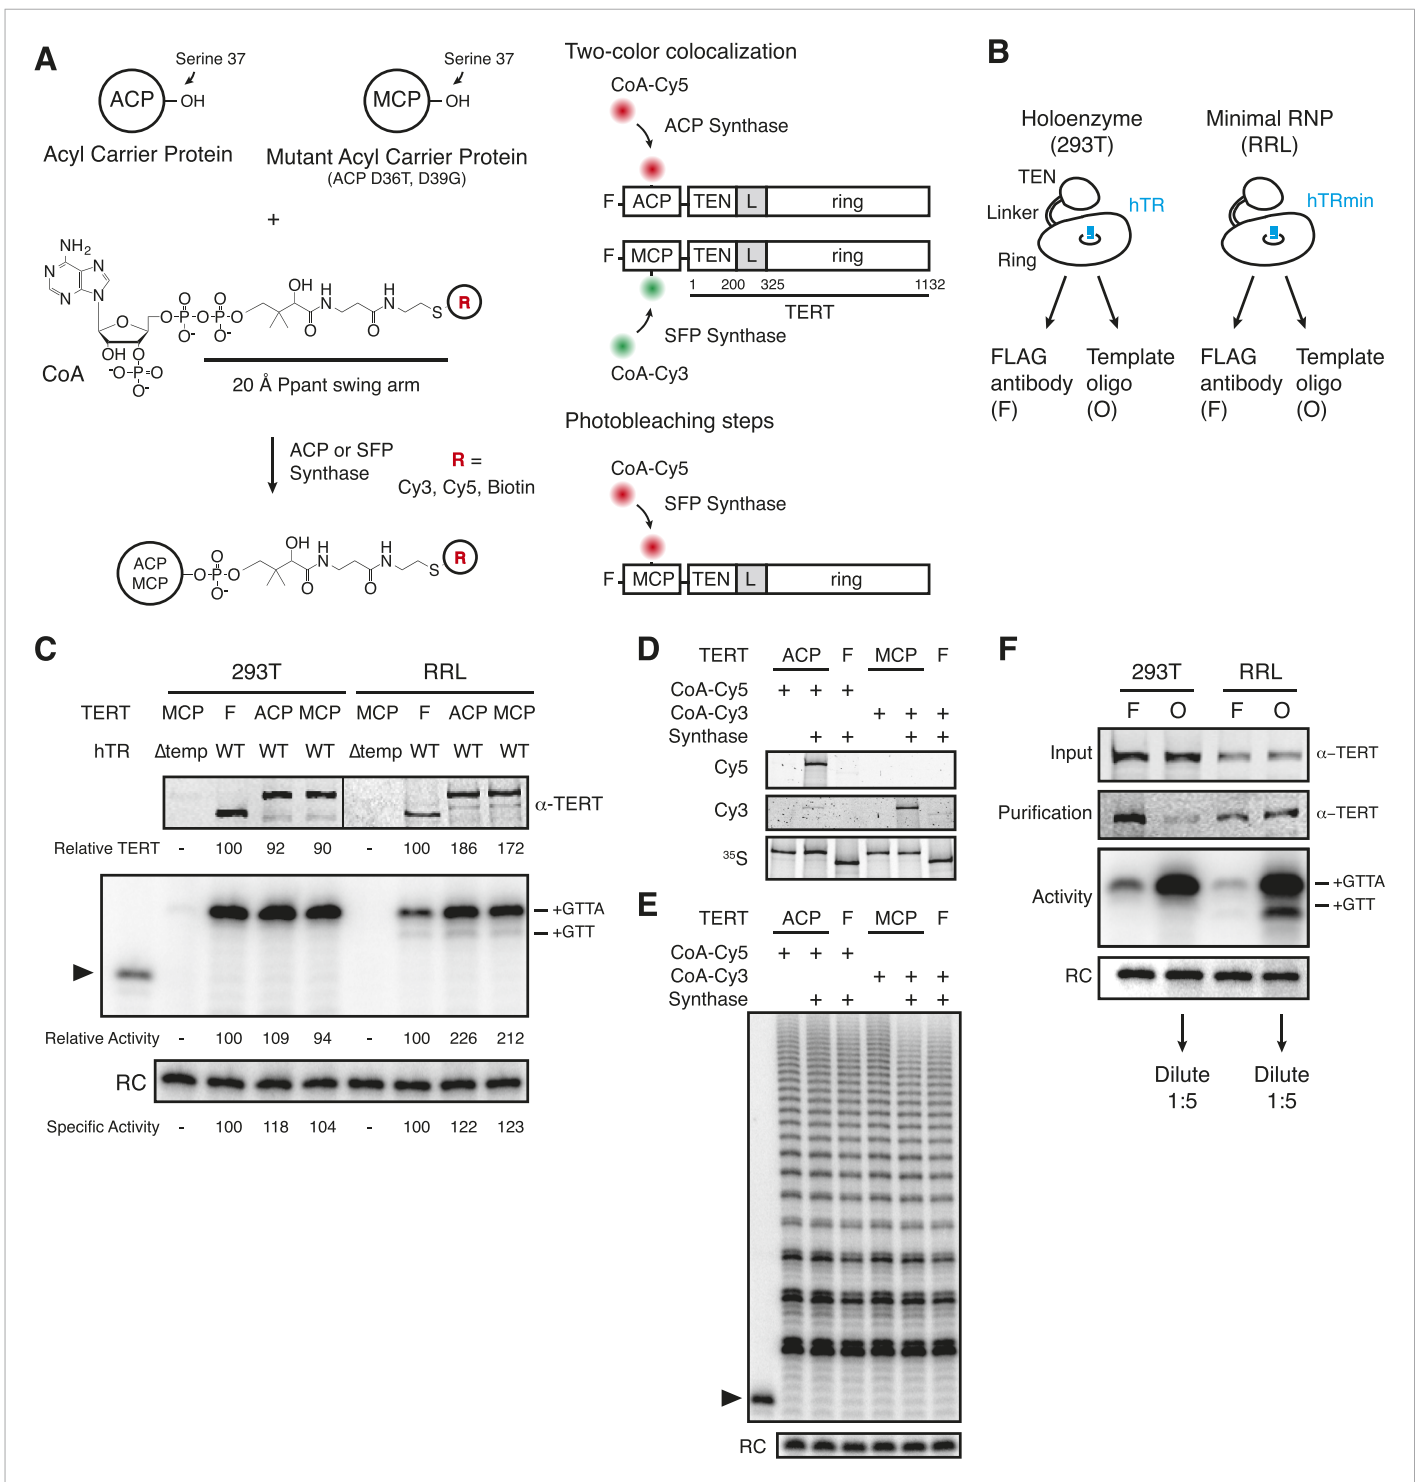 A
Serine 37
Serine 37
ACP
OH
MCP
OH
Acyl Carrier Protein
Mutant Acyl Carrier Protein
(ACP D36T, D39G)
+
NH2
N
N
N
N
O
O
O
O
P
O
P
O
O-
O-
OH
H
N
O
H
N
O
S
R
OH
O
-O
P
O
O-
CoA
20 Å Ppant swing arm
ACP or SFP
Synthase
R =
Cy3, Cy5, Biotin
ACP
MCP
O
O
P
O
O-
OH
H
N
O
H
N
O
S
R
Two-color colocalization
CoA-Cy5
ACP Synthase
F
ACP
TEN
L
ring
F
MCP
TEN
L
ring
1
200
325
1132
TERT
SFP Synthase
CoA-Cy3
Photobleaching steps
CoA-Cy5
SFP Synthase
F
MCP
TEN
L
ring
B
Holoenzyme
(293T)
Minimal RNP
(RRL)
TEN
Linker
Ring
hTR
hTRmin
FLAG
antibody
(F)
Template
oligo
(O)
FLAG
antibody
(F)
Template
oligo
(O)
C
293T RRL
TERT MCP F ACP MCP MCP F ACP MCP
hTR Δtemp WT WT WT Δtemp WT WT WT
α-TERT
Relative TERT - 100 92 90 - 100 186 172
+GTTA
+GTT
Relative Activity - 100 109 94 - 100 226 212
RC
Specific Activity - 100 118 104 - 100 122 123
D
TERT ACP F MCP F
CoA-Cy5 + + +
CoA-Cy3 + + +
Synthase + + + +
Cy5
Cy3
35S
E
TERT ACP F MCP F
CoA-Cy5 + + +
CoA-Cy3 + + +
Synthase + + + +
RC
F
293T RRL
F O F O
Input α-TERT
Purification α-TERT
Activity
+GTTA
+GTT
RC
Dilute
1:5
Dilute
1:5